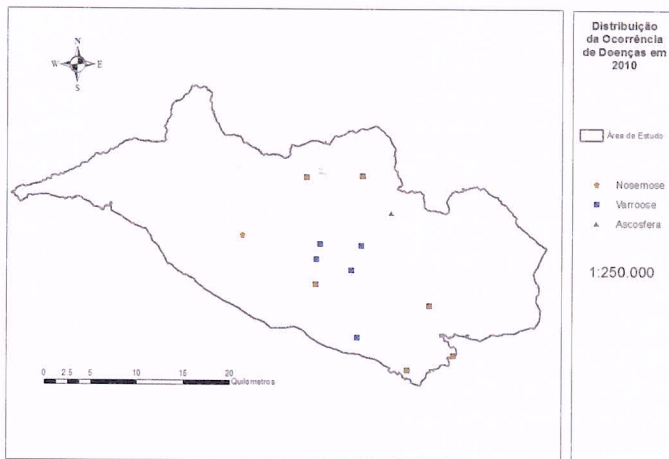 N
W E
S
0 2.5 5 10 15 20
Quilometros
Distribuição
da Ocorrência
de Doenças em
2010
Área de Estudo
Nosemose
Varroose
Ascosfera
1:250.000